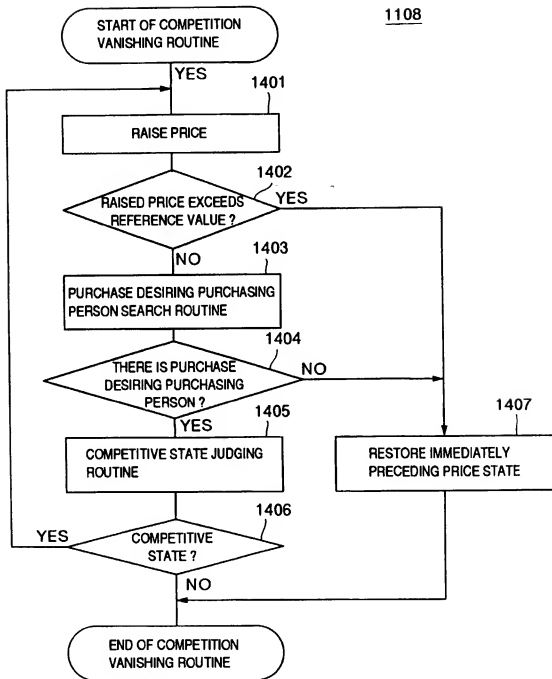 1108
START OF COMPETITION
VANISHING ROUTINE
YES
1401
RAISE PRICE
1402
RAISED PRICE EXCEEDS
REFERENCE VALUE ?
YES
NO
1403
PURCHASE DESIRING PURCHASING
PERSON SEARCH ROUTINE
1404
THERE IS PURCHASE
DESIRING PURCHASING
PERSON ?
NO
YES
1405
COMPETITIVE STATE JUDGING
ROUTINE
1407
RESTORE IMMEDIATELY
PRECEDING PRICE STATE
1406
YES
COMPETITIVE
STATE ?
NO
END OF COMPETITION
VANISHING ROUTINE